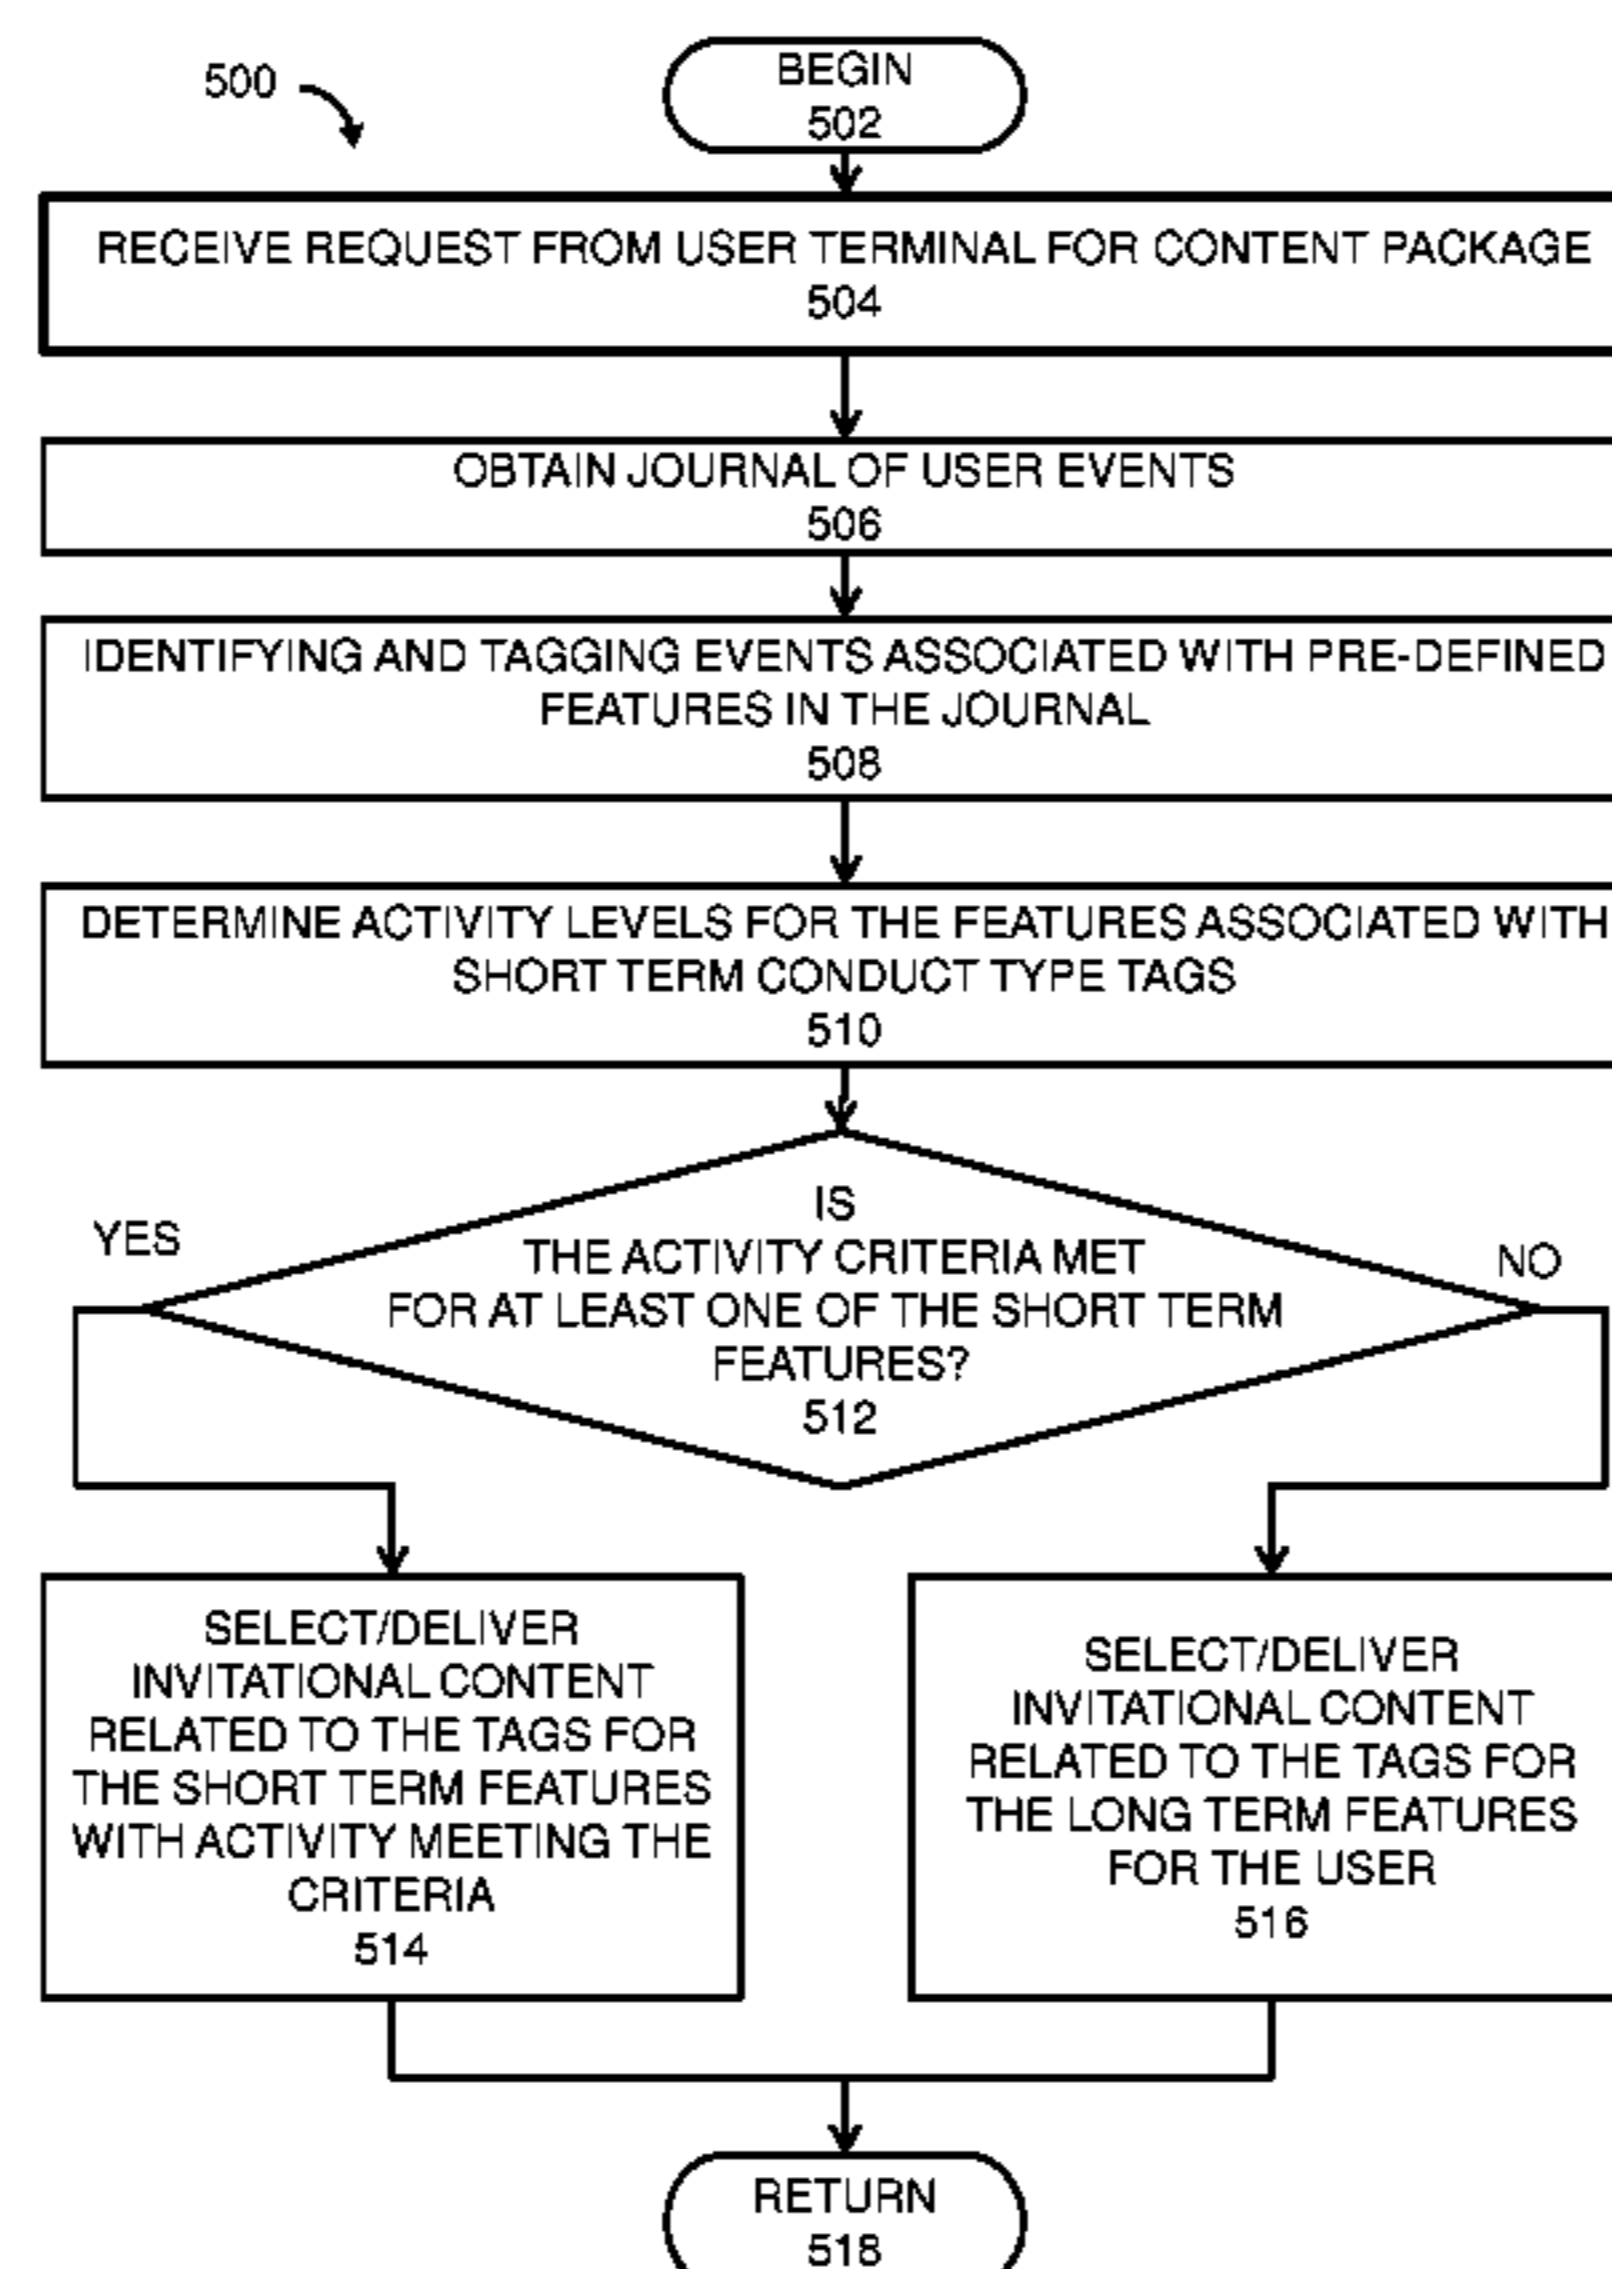 500
BEGIN
502
RECEIVE REQUEST FROM USER TERMINAL FOR CONTENT PACKAGE
504
OBTAIN JOURNAL OF USER EVENTS
506
IDENTIFYING AND TAGGING EVENTS ASSOCIATED WITH PRE-DEFINED
FEATURES IN THE JOURNAL
508
DETERMINE ACTIVITY LEVELS FOR THE FEATURES ASSOCIATED WITH
SHORT TERM CONDUCT TYPE TAGS
510
IS
THE ACTIVITY CRITERIA MET
FOR AT LEAST ONE OF THE SHORT TERM
FEATURES?
512
YES
NO
SELECT/DELIVER
INVITATIONAL CONTENT
RELATED TO THE TAGS FOR
THE SHORT TERM FEATURES
WITH ACTIVITY MEETING THE
CRITERIA
514
SELECT/DELIVER
INVITATIONAL CONTENT
RELATED TO THE TAGS FOR
THE LONG TERM FEATURES
FOR THE USER
516
RETURN
518